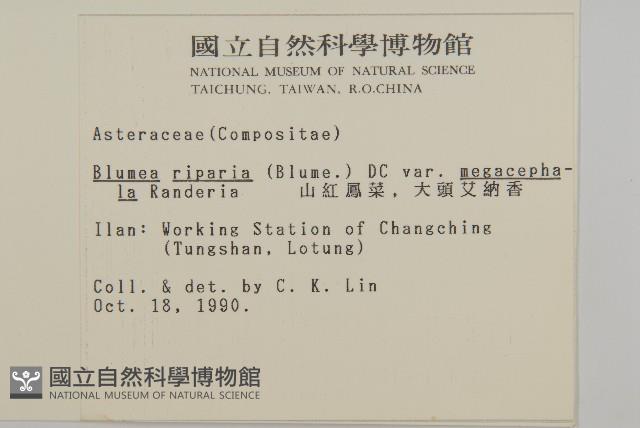 國立自然科學博物館
NATIONAL MUSEUM OF NATURAL SCIENCE
TAICHUNG, TAIWAN, R.O.CHINA
Asteraceae(Compositae)
Blumea riparia (Blume.) DC var. megacepha-
la Randeria 山紅鳳菜, 大頭艾納香
Ilan: Working Station of Changching
(Tungshan, Lotung)
Coll. & det. by C. K. Lin
Oct. 18, 1990.
國立自然科學博物館
NATIONAL MUSEUM OF NATURAL SCIENCE